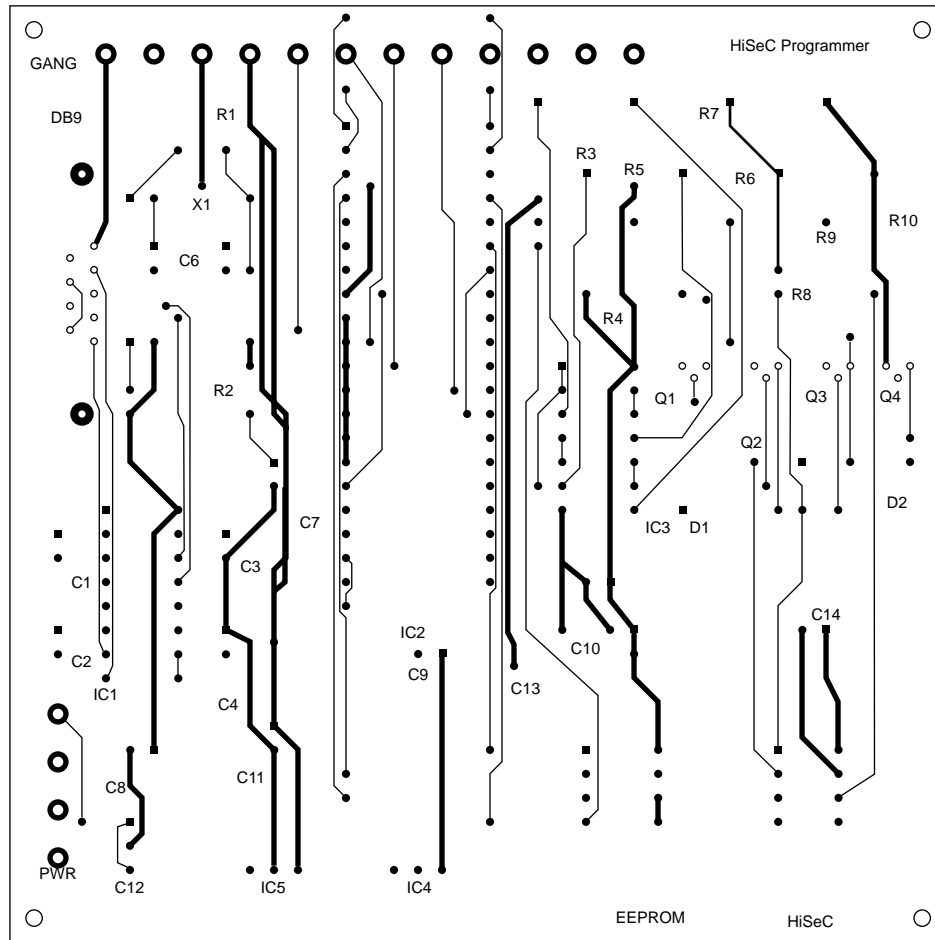 HiSeC Programmer
GANG
DB9
R1
R7
R3
R5
R6
X1
R10
R9
C6
R8
R4
R2
Q1
Q3
Q4
Q2
D2
C7
IC3
D1
C3
C1
C14
IC2
C10
C2
C9
C13
IC1
C4
C11
C8
PWR
C12
IC5
IC4
EEPROM
HiSeC